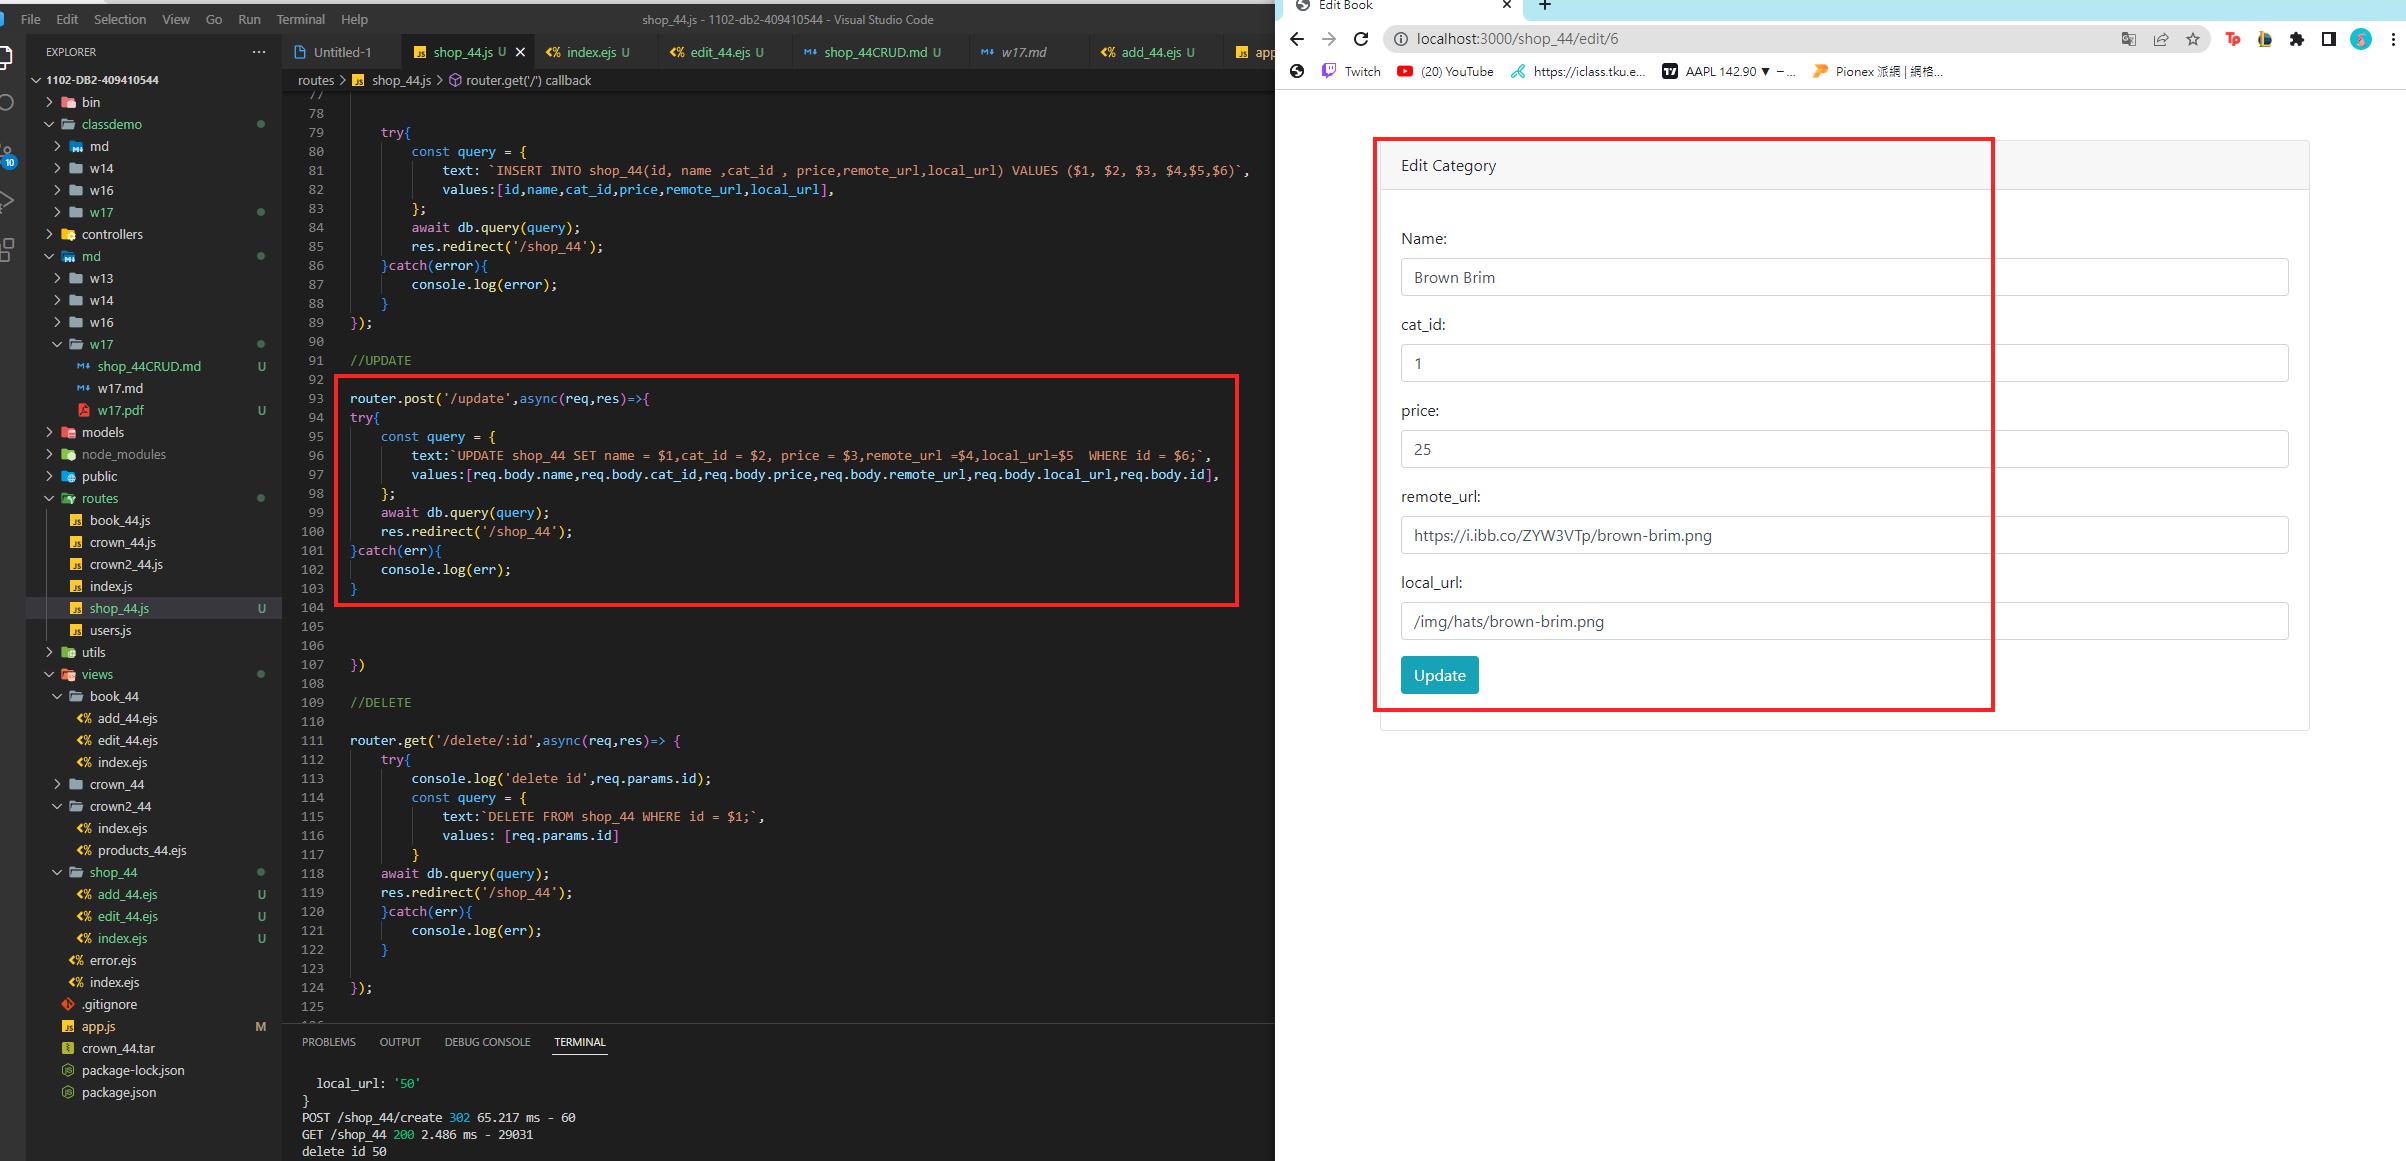 File Edit Selection View Go Run Terminal Help
shop_44.js - 1102-db2-409410544 - Visual Studio Code
EXPLORER
1102-DB2-409410544
bin
classdemo
md
w14
w16
w17
controllers
md
w13
w14
w16
w17
shop_44CRUD.md U
w17.md
w17.pdf U
models
node_modules
public
routes
book_44.js
crown_44.js
crown2_44.js
index.js
shop_44.js U
users.js
utils
views
book_44
add_44.ejs
edit_44.ejs
index.ejs
crown_44
crown2_44
index.ejs
products_44.ejs
shop_44
add_44.ejs U
edit_44.ejs U
index.ejs U
error.ejs
index.ejs
.gitignore
app.js M
crown_44.tar
package-lock.json
package.json
10
Untitled-1 shop_44.js U index.ejs U edit_44.ejs U shop_44CRUD.md U w17.md add_44.ejs U app
routes > shop_44.js > router.get('/') callback
77
78
79 try{
80 const query = {
81 text: `INSERT INTO shop_44(id, name ,cat_id , price,remote_url,local_url) VALUES ($1, $2, $3, $4,$5,$6)`,
82 values:[id,name,cat_id,price,remote_url,local_url],
83 };
84 await db.query(query);
85 res.redirect('/shop_44');
86 }catch(error){
87 console.log(error);
88 }
89 });
90
91 //UPDATE
92
93 router.post('/update',async(req,res)=>{
94 try{
95 const query = {
96 text:`UPDATE shop_44 SET name = $1,cat_id = $2, price = $3,remote_url =$4,local_url=$5  WHERE id = $6;`,
97 values:[req.body.name,req.body.cat_id,req.body.price,req.body.remote_url,req.body.local_url,req.body.id],
98 };
99 await db.query(query);
100 res.redirect('/shop_44');
101 }catch(err){
102 console.log(err);
103 }
104
105
106
107 })
108
109 //DELETE
110
111 router.get('/delete/:id',async(req,res)=> {
112 try{
113 console.log('delete id',req.params.id);
114 const query = {
115 text:`DELETE FROM shop_44 WHERE id = $1;`,
116 values: [req.params.id]
117 }
118 await db.query(query);
119 res.redirect('/shop_44');
120 }catch(err){
121 console.log(err);
122 }
123
124 });
125
PROBLEMS OUTPUT DEBUG CONSOLE TERMINAL
local_url: '50'
}
POST /shop_44/create 302 65.217 ms - 60
GET /shop_44 200 2.486 ms - 29031
delete id 50
Edit Book
localhost:3000/shop_44/edit/6
Twitch (20) YouTube https://iclass.tku.e... AAPL 142.90 ▼ −... Pionex 派網 | 網格...
Edit Category
Name:
Brown Brim
cat_id:
1
price:
25
remote_url:
https://i.ibb.co/ZYW3VTp/brown-brim.png
local_url:
/img/hats/brown-brim.png
Update